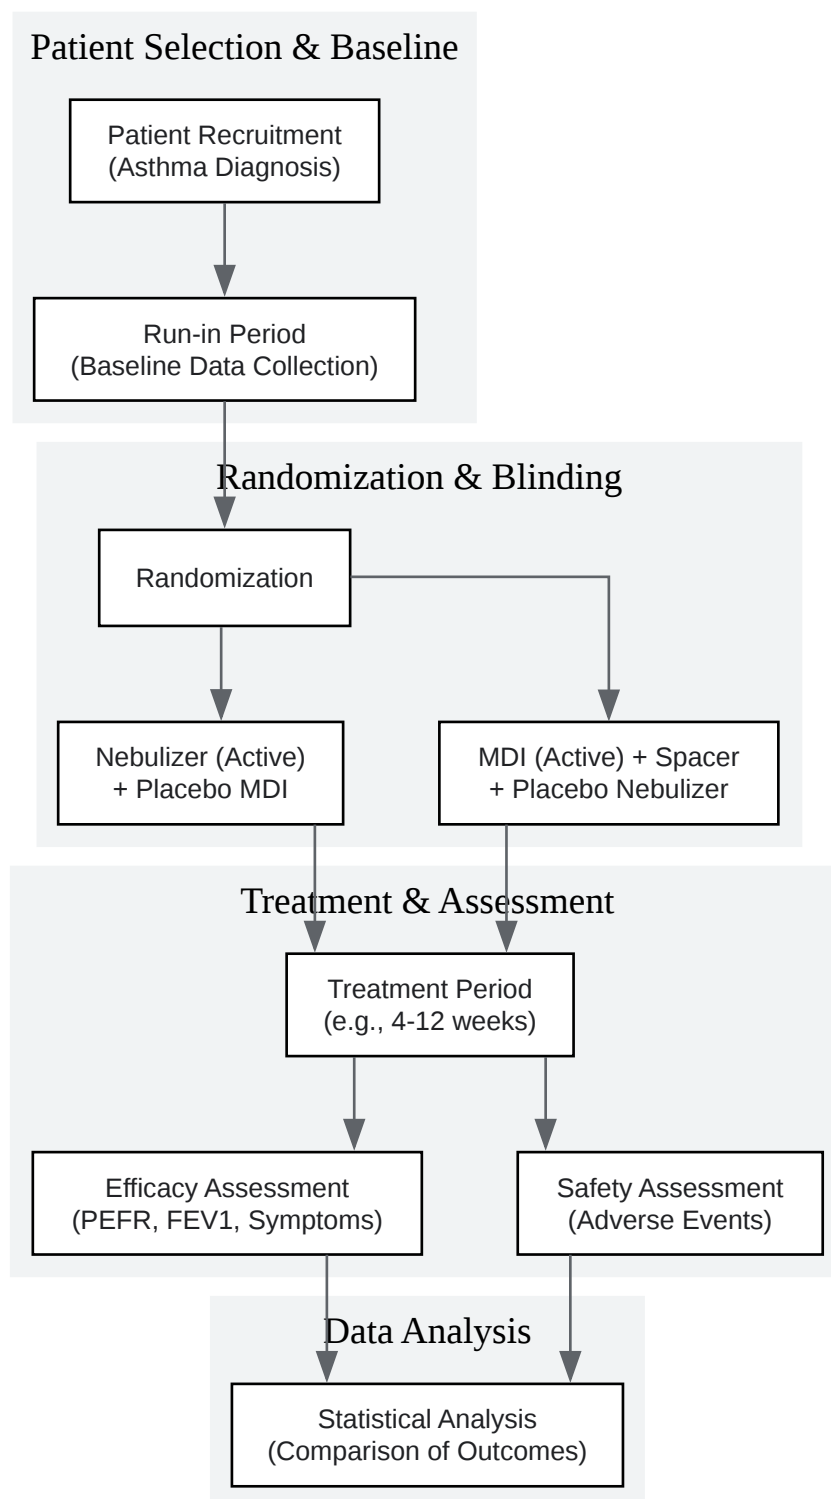 Patient Selection & Baseline
Patient Recruitment
(Asthma Diagnosis)
Run-in Period
(Baseline Data Collection)
Randomization & Blinding
Randomization
Nebulizer (Active)
+ Placebo MDI
MDI (Active) + Spacer
+ Placebo Nebulizer
Treatment & Assessment
Treatment Period
(e.g., 4-12 weeks)
Efficacy Assessment
(PEFR, FEV1, Symptoms)
Safety Assessment
(Adverse Events)
Data Analysis
Statistical Analysis
(Comparison of Outcomes)